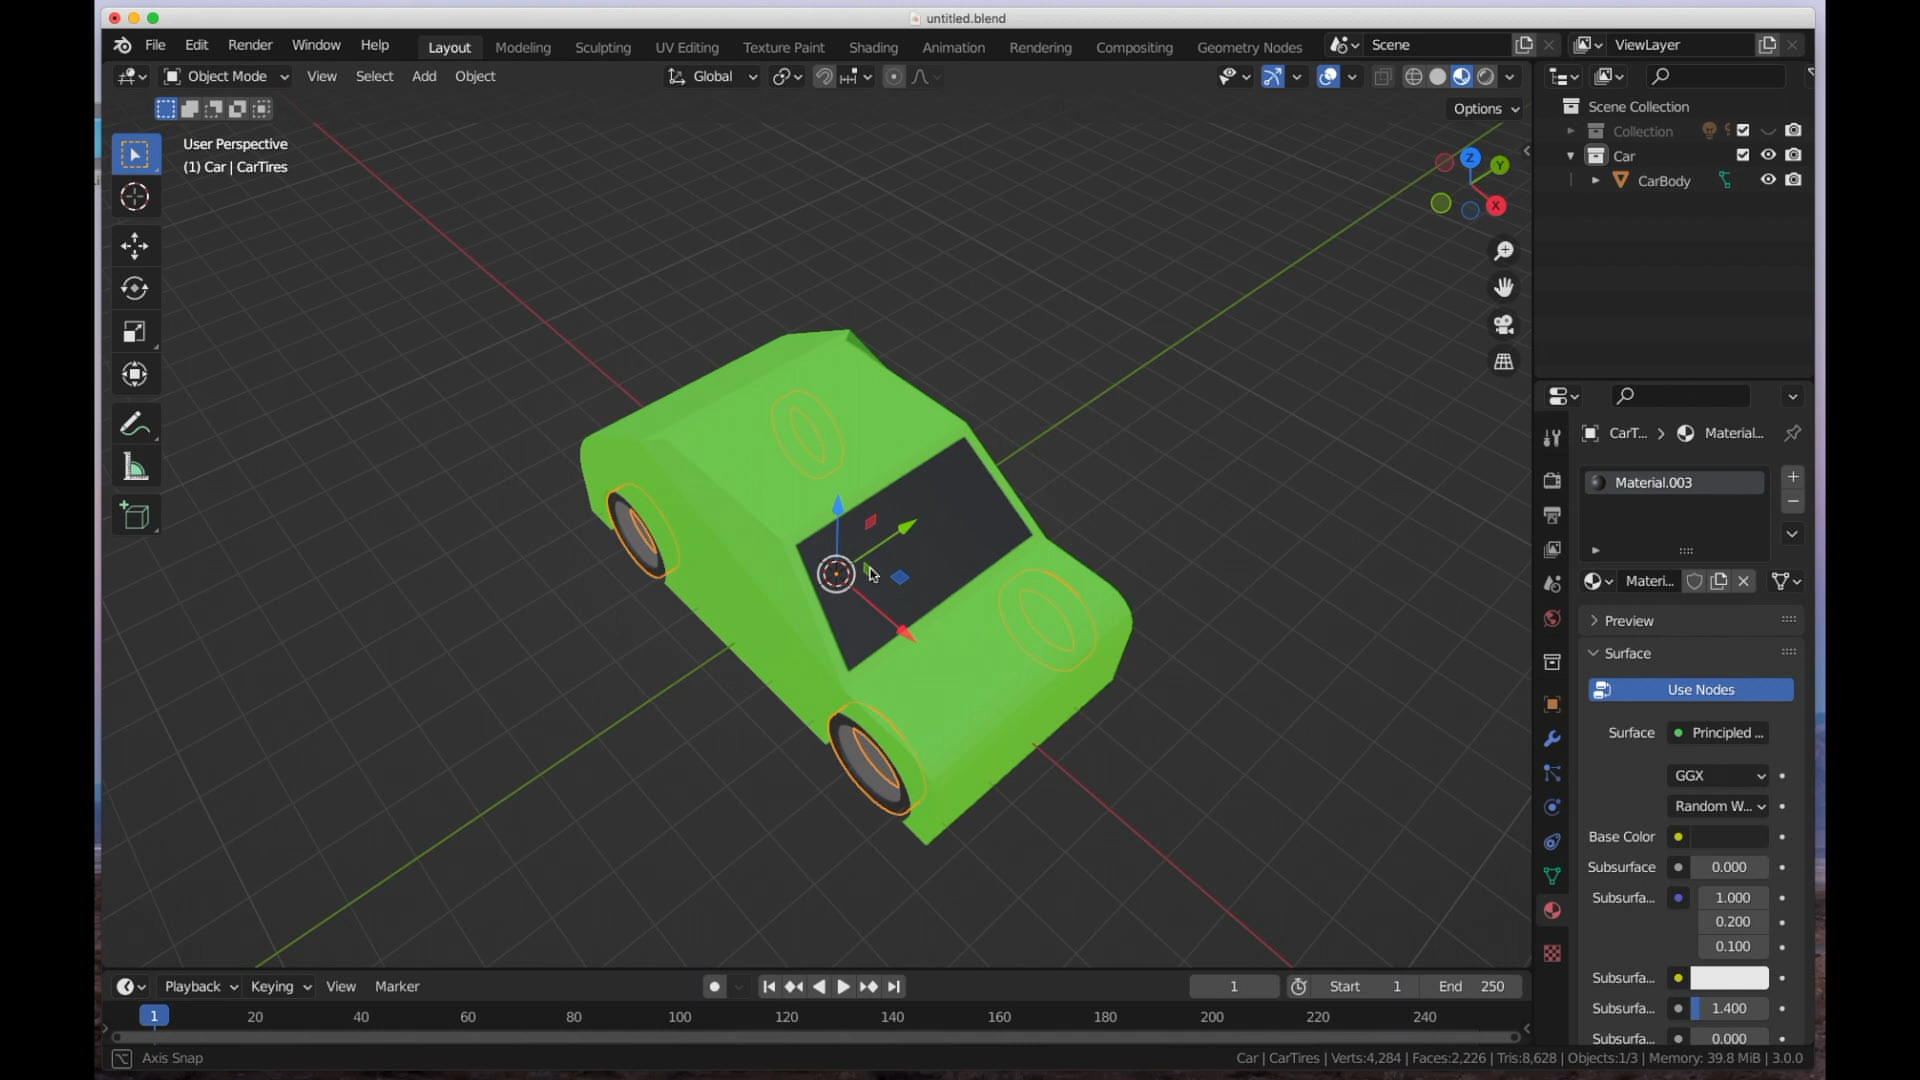 untitled.blend
File Edit Render Window Help Layout Modeling Sculpting UV Editing Texture Paint Shading Animation Rendering Compositing Geometry Nodes Scene ViewLayer
Object Mode View Select Add Object Global
Options
User Perspective
(1) Car | CarTires
Z
Y
X
Scene Collection
Collection
Car
CarBody
CarT... Material...
Material.003
Materi...
Preview
Surface
Use Nodes
Surface Principled ...
GGX
Random W...
Base Color
Subsurface 0.000
Subsurfa... 1.000
0.200
0.100
Subsurfa...
Subsurfa... 1.400
Subsurfa... 0.000
Playback Keying View Marker 1 Start 1 End 250
1 20 40 60 80 100 120 140 160 180 200 220 240
Axis Snap
Car | CarTires | Verts:4,284 | Faces:2,226 | Tris:8,628 | Objects:1/3 | Memory: 39.8 MiB | 3.0.0